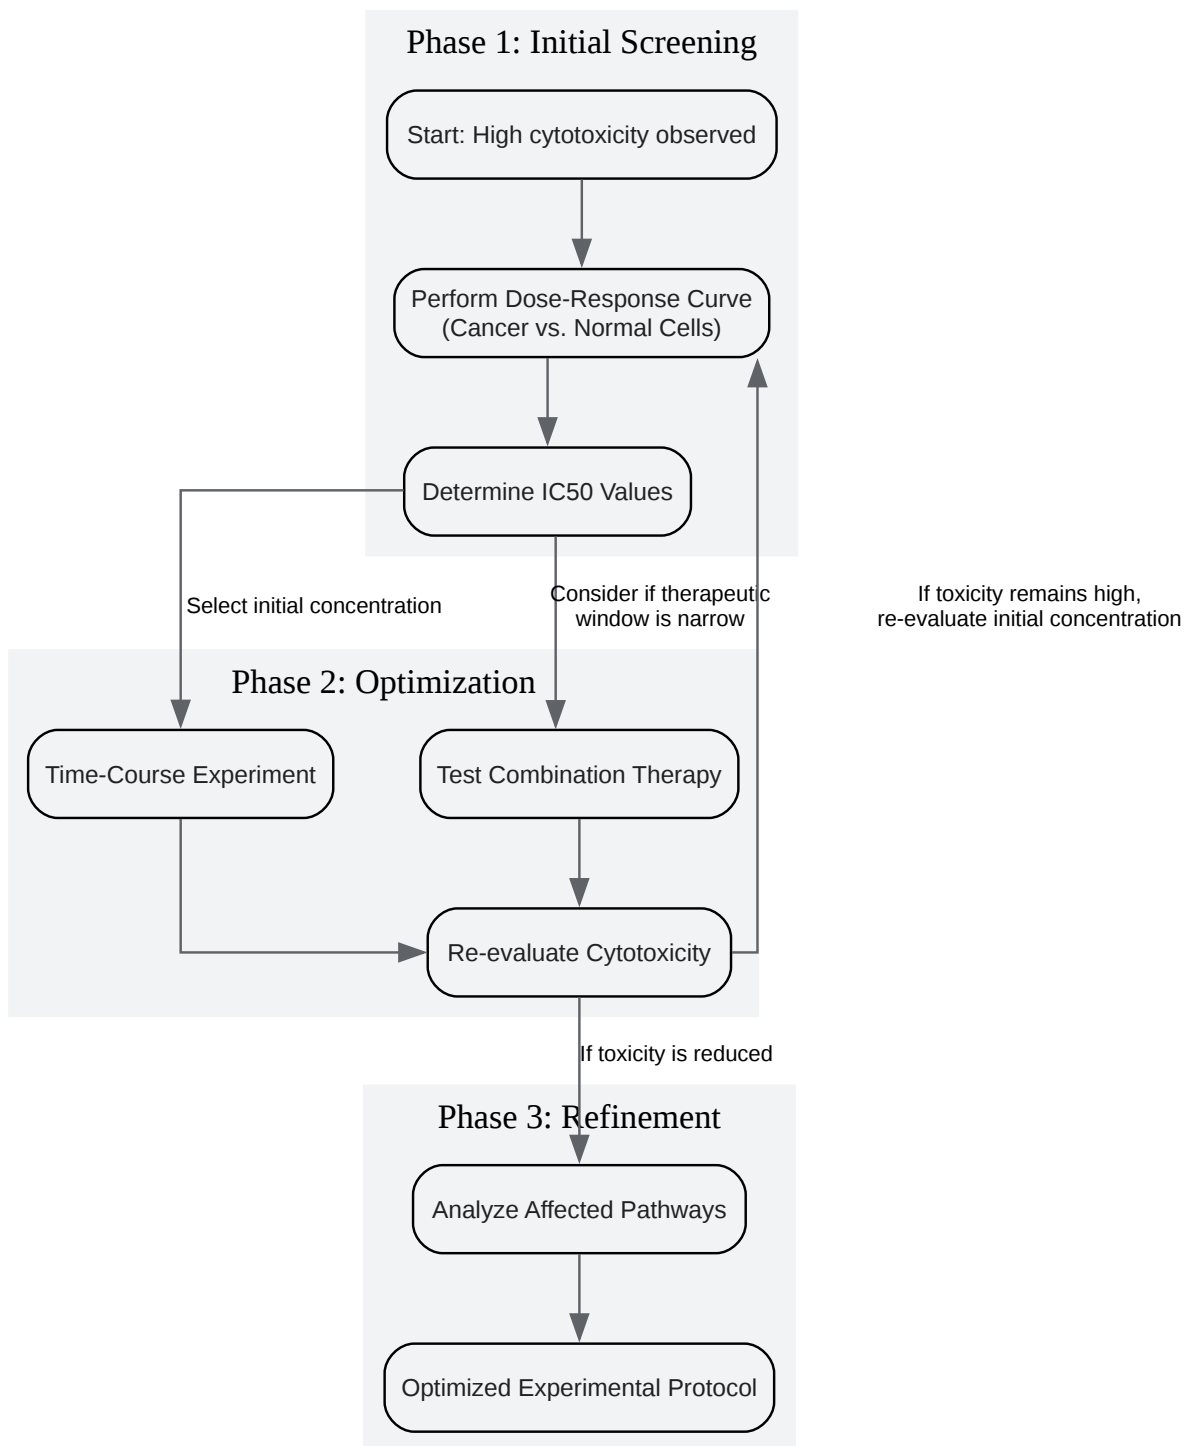 Phase 1: Initial Screening
Start: High cytotoxicity observed
Perform Dose-Response Curve
(Cancer vs. Normal Cells)
Determine IC50 Values
Select initial concentration
Consider if therapeutic
window is narrow
If toxicity remains high,
re-evaluate initial concentration
Phase 2: Optimization
Time-Course Experiment
Test Combination Therapy
Re-evaluate Cytotoxicity
If toxicity is reduced
Phase 3: Refinement
Analyze Affected Pathways
Optimized Experimental Protocol